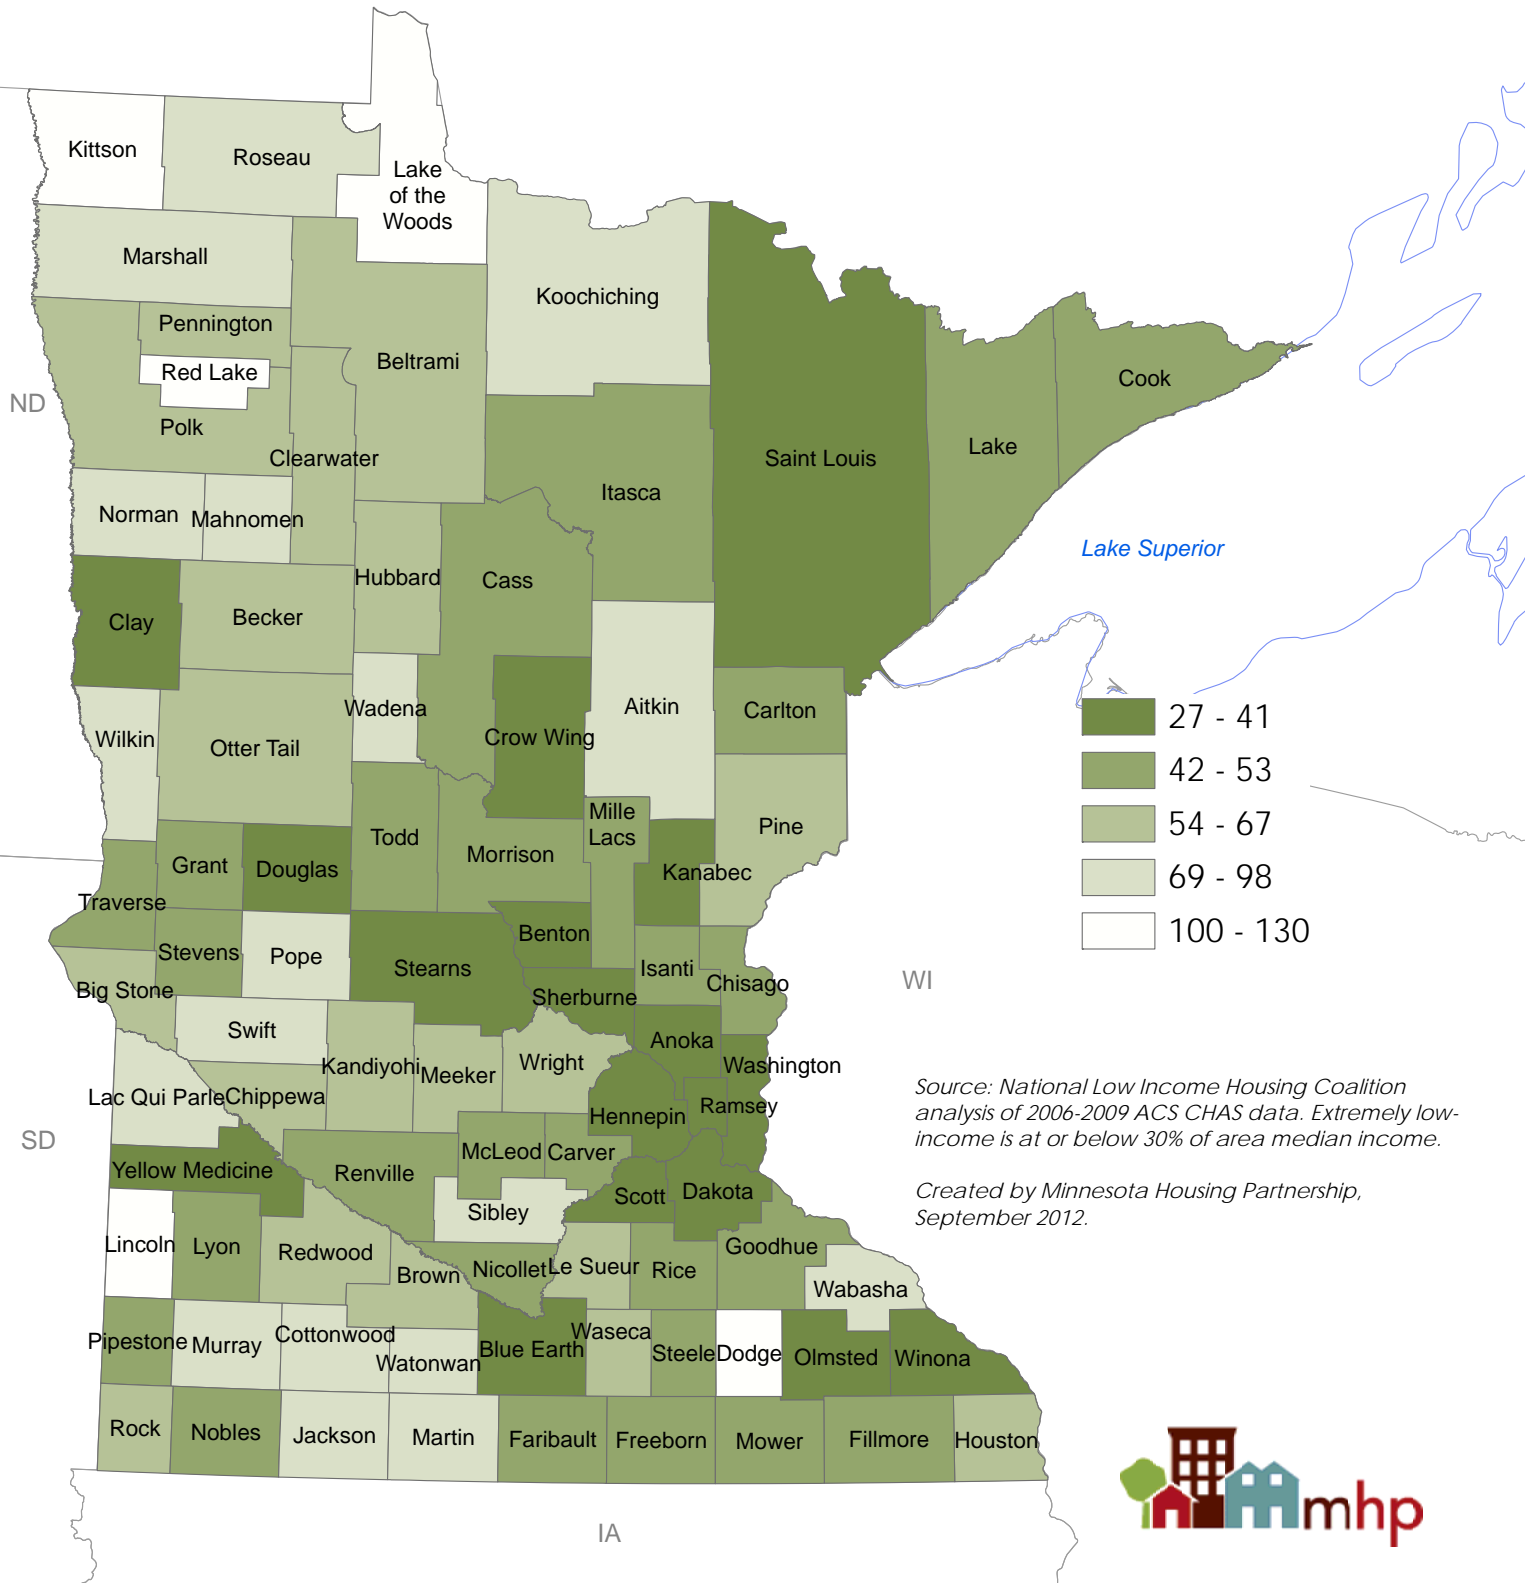 Kittson
Roseau
Lake
of the
Woods
Marshall
Koochiching
Pennington
Beltrami
Red Lake
Cook
ND
Polk
Clearwater
Saint Louis
Lake
Itasca
Norman
Mahnomen
Lake Superior
Hubbard
Cass
Clay
Becker
Wadena
Aitkin
Carlton
27 - 41
Wilkin
Otter Tail
Crow Wing
42 - 53
Mille
Lacs
Pine
54 - 67
Todd
Morrison
Grant
Douglas
Kanabec
69 - 98
Traverse
100 - 130
Benton
Stevens
Pope
Stearns
Isanti
Chisago
WI
Big Stone
Sherburne
Swift
Anoka
Kandiyohi
Meeker
Wright
Washington
Lac Qui Parle
Chippewa
Hennepin
Ramsey
Source: National Low Income Housing Coalition
analysis of 2006-2009 ACS CHAS data. Extremely low-
income is at or below 30% of area median income.
SD
Yellow Medicine
Renville
McLeod
Carver
Scott
Dakota
Created by Minnesota Housing Partnership,
September 2012.
Sibley
Lincoln
Lyon
Redwood
Brown
Nicollet
Le Sueur
Rice
Goodhue
Wabasha
Pipestone
Murray
Cottonwood
Watonwan
Blue Earth
Waseca
Steele
Dodge
Olmsted
Winona
Rock
Nobles
Jackson
Martin
Faribault
Freeborn
Mower
Fillmore
Houston
mhp
IA